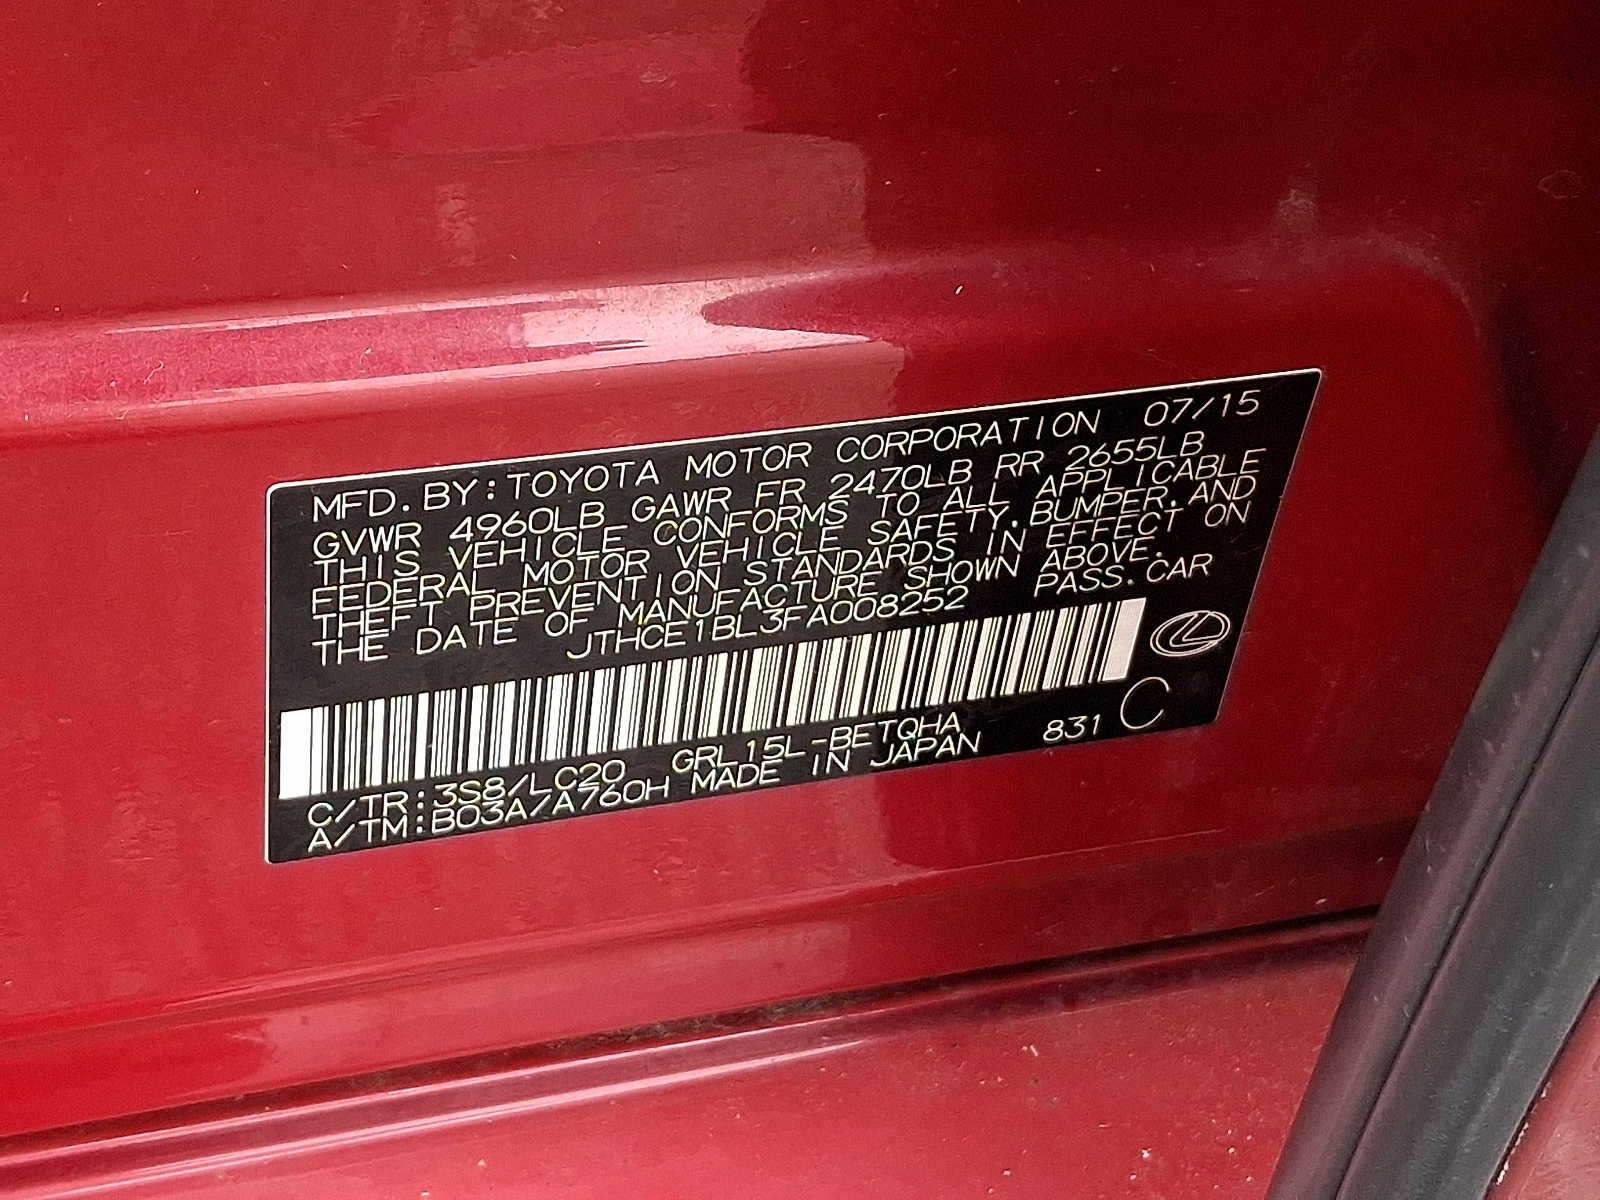 MFD. BY: TOYOTA MOTOR CORPORATION 07/15
GVWR 4960LB GAWR FR 2470LB RR 2655LB
THIS VEHICLE CONFORMS TO ALL APPLICABLE
FEDERAL MOTOR VEHICLE SAFETY, BUMPER, AND
THEFT PREVENTION STANDARDS IN EFFECT ON
THE DATE OF MANUFACTURE SHOWN ABOVE.
JTHCE1BL3FA008252 PASS. CAR
C/TR: 3S8/LC20 GRL15L-BETQHA 831 C
A/TM: B03A/A760H MADE IN JAPAN